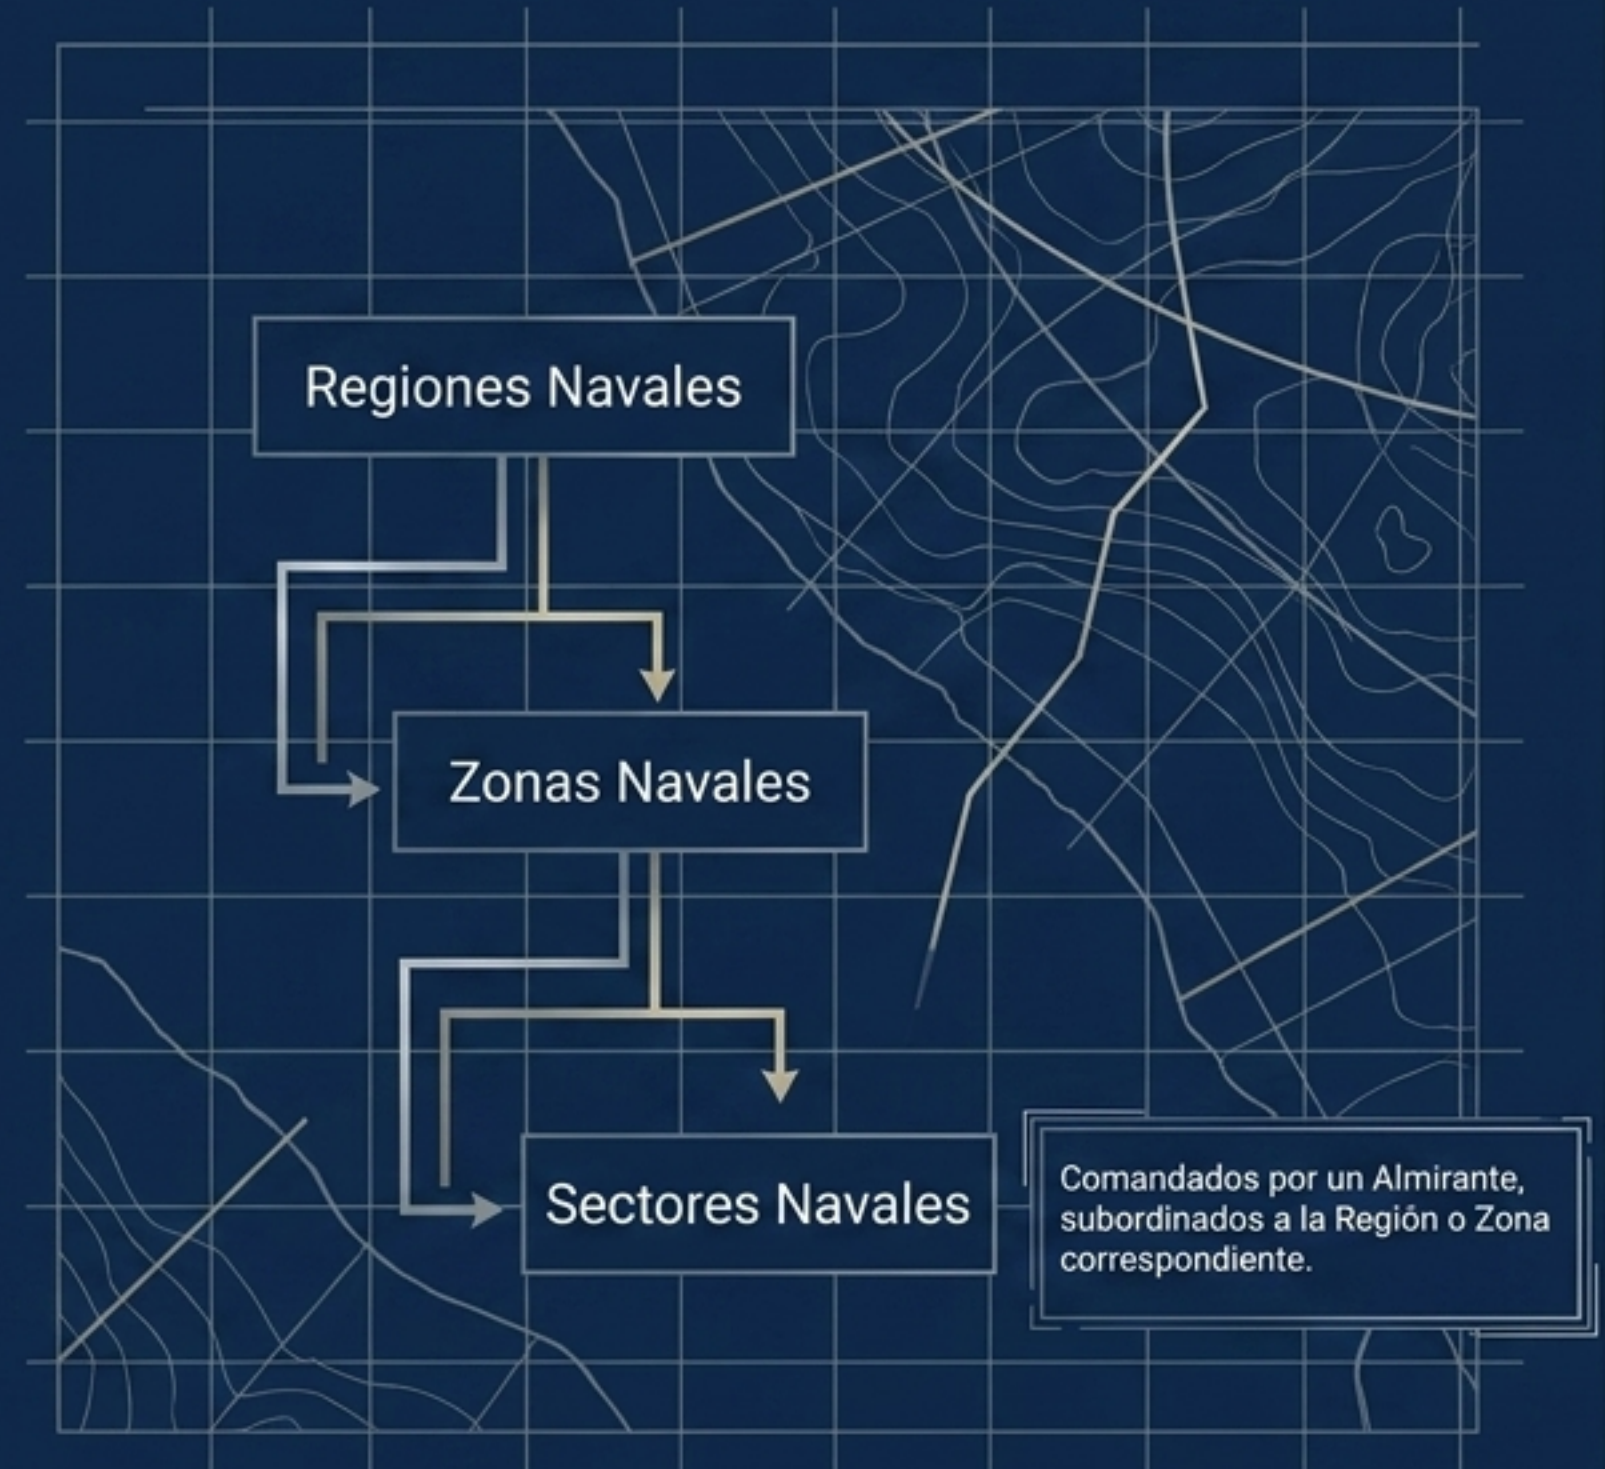 Regiones Navales
Zonas Navales
Sectores Navales
Comandados por un Almirante,
subordinados a la Región o Zona
correspondiente.